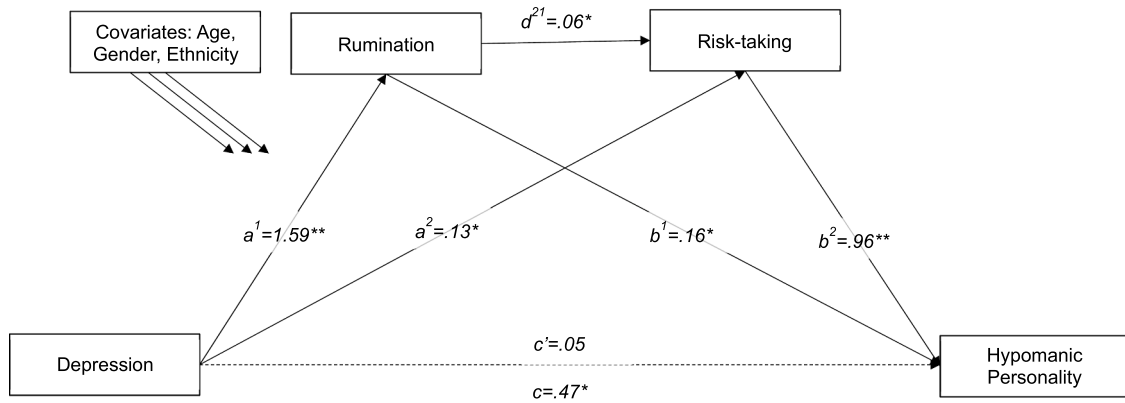 Covariates: Age,
Gender, Ethnicity
Rumination
d21=.06*
Risk-taking
a1=1.59**
a2=.13*
b1=.16*
b2=.96**
Depression
c’=.05
c=.47*
Hypomanic
Personality